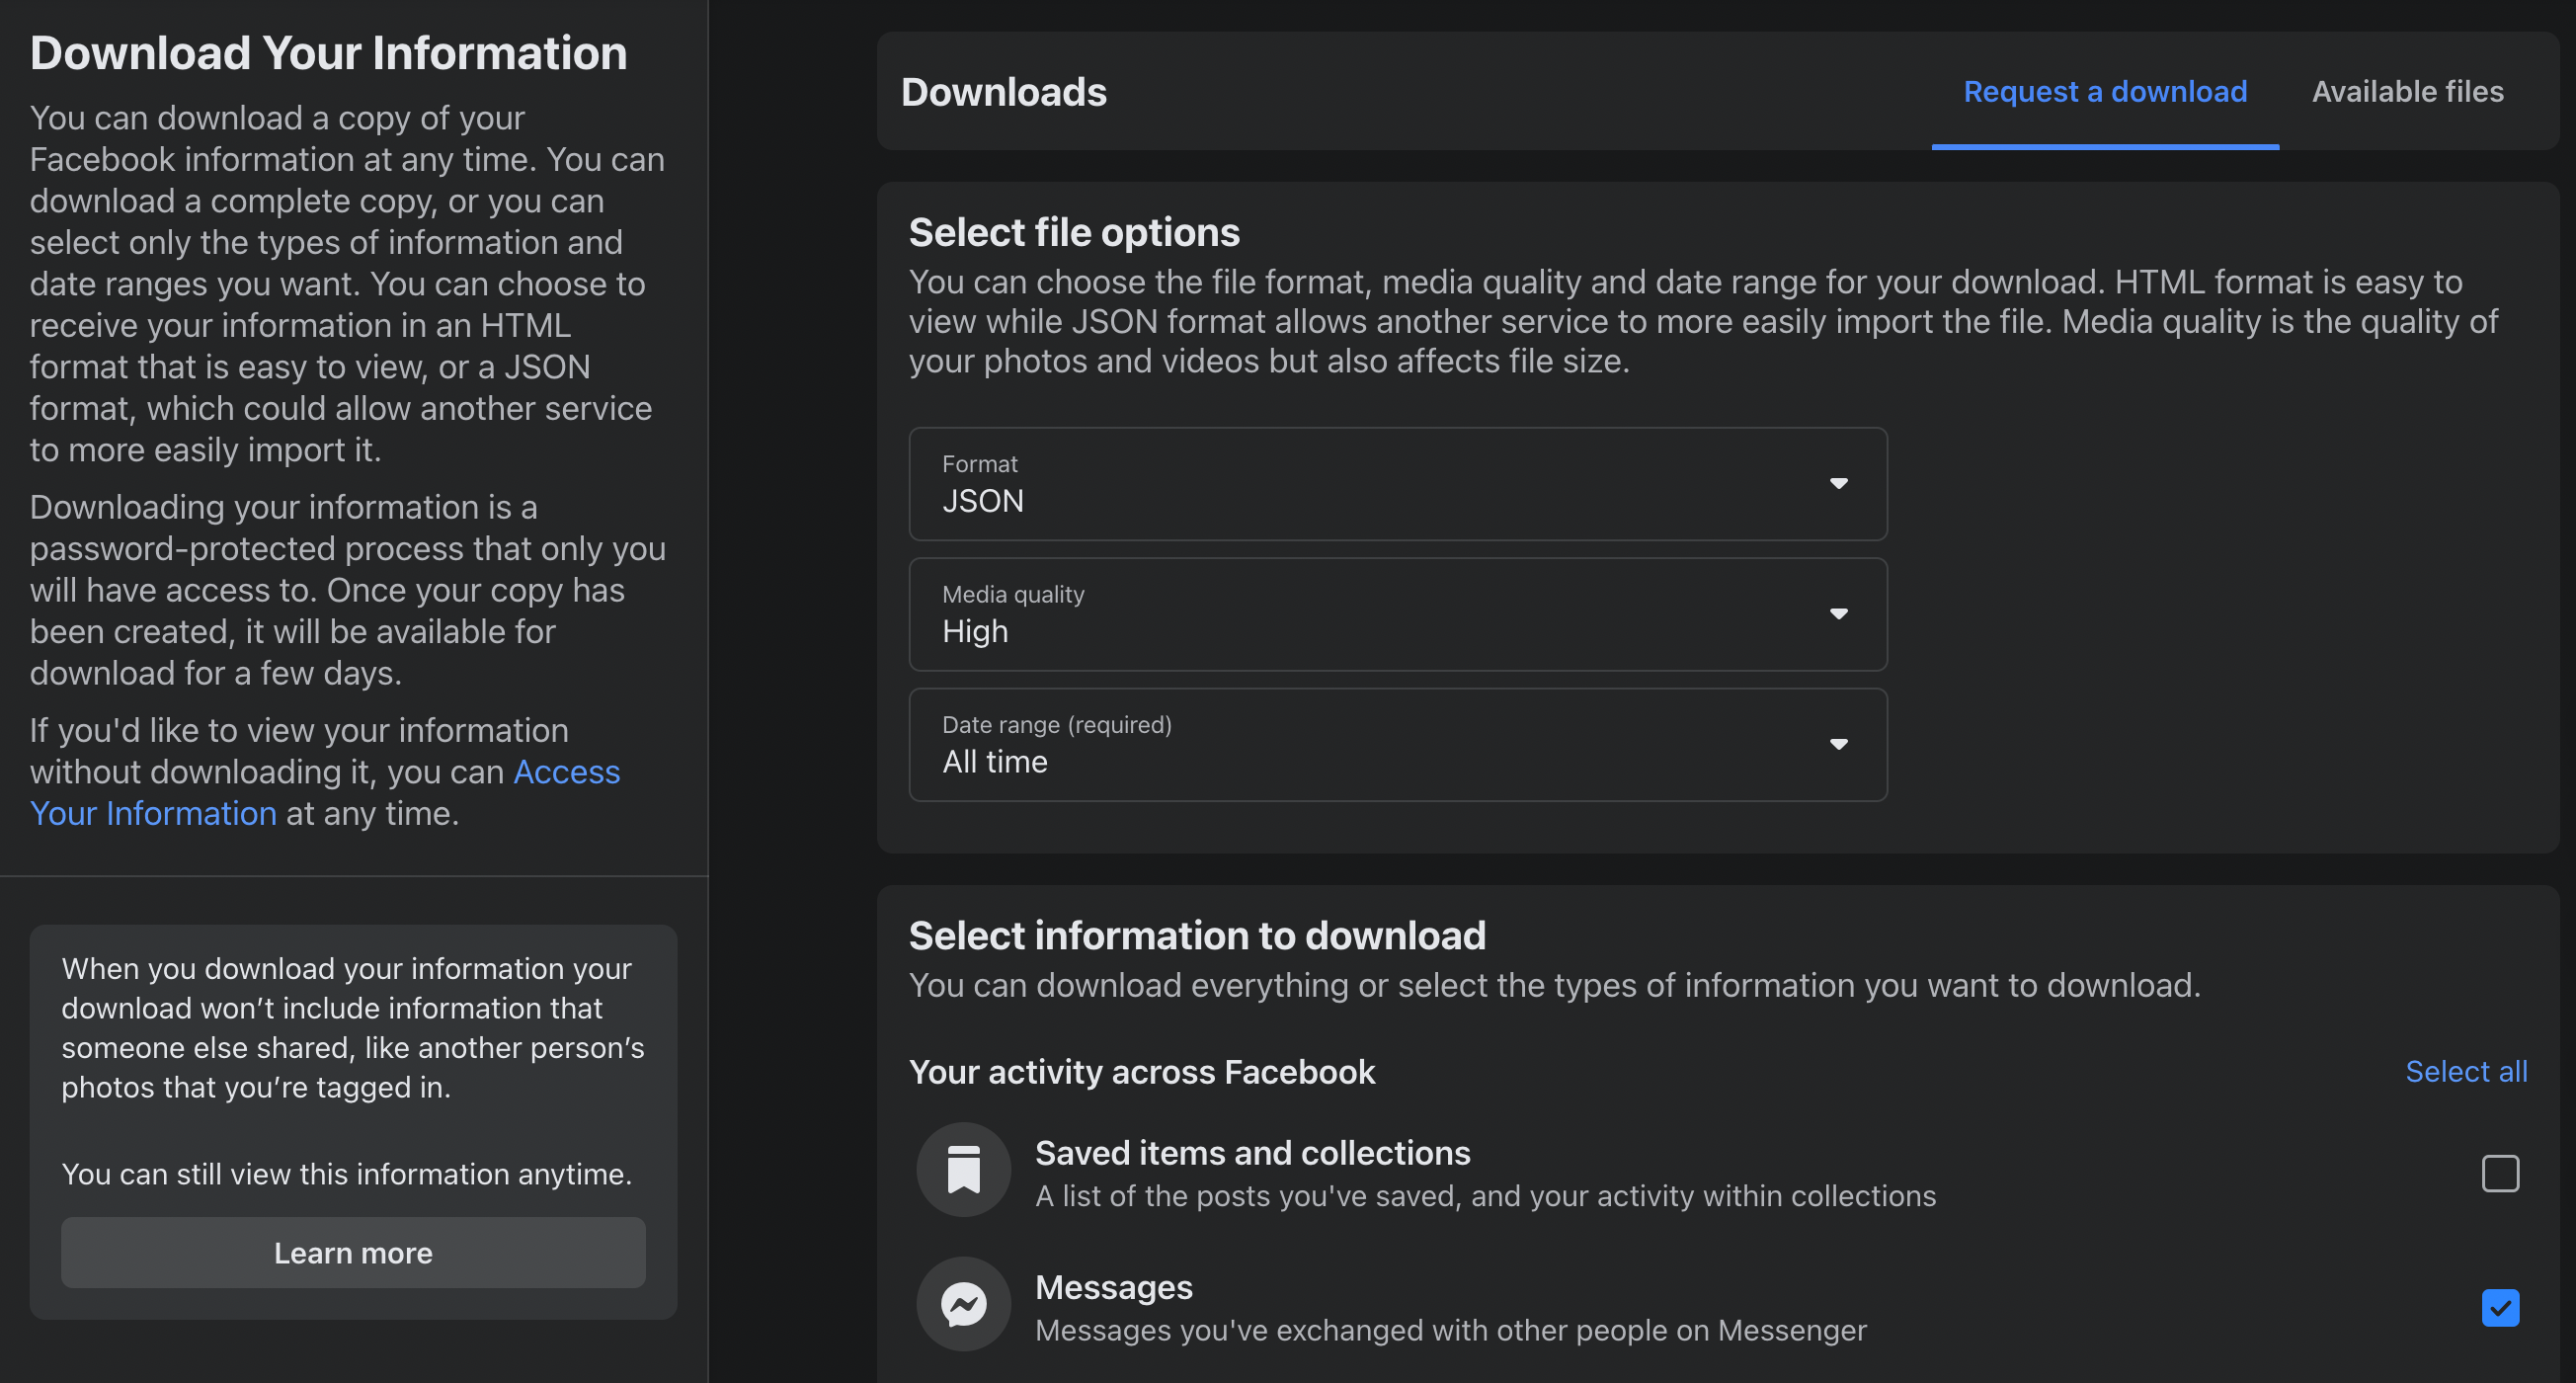 Download Your Information
You can download a copy of your
Facebook information at any time. You can
download a complete copy, or you can
select only the types of information and
date ranges you want. You can choose to
receive your information in an HTML
format that is easy to view, or a JSON
format, which could allow another service
to more easily import it.
Downloading your information is a
password-protected process that only you
will have access to. Once your copy has
been created, it will be available for
download for a few days.
If you'd like to view your information
without downloading it, you can Access
Your Information at any time.
When you download your information your
download won’t include information that
someone else shared, like another person’s
photos that you’re tagged in.
You can still view this information anytime.
Learn more
Downloads
Request a download
Available files
Select file options
You can choose the file format, media quality and date range for your download. HTML format is easy to
view while JSON format allows another service to more easily import the file. Media quality is the quality of
your photos and videos but also affects file size.
Format
JSON
Media quality
High
Date range (required)
All time
Select information to download
You can download everything or select the types of information you want to download.
Your activity across Facebook
Select all
Saved items and collections
A list of the posts you've saved, and your activity within collections
Messages
Messages you've exchanged with other people on Messenger